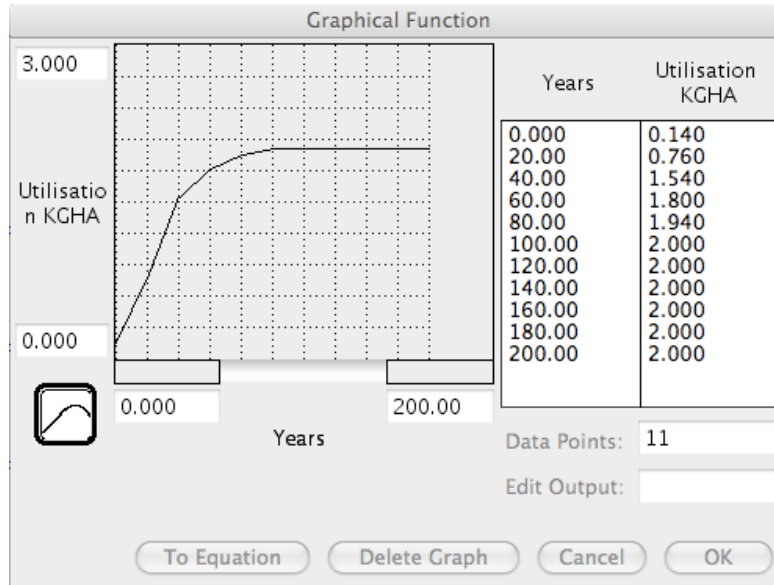 Graphical Function
3.000
Utilisatio
n KGHA
0.000
0.000
200.00
Years
Years
Utilisation
KGHA
0.000 0.140
20.00 0.760
40.00 1.540
60.00 1.800
80.00 1.940
100.00 2.000
120.00 2.000
140.00 2.000
160.00 2.000
180.00 2.000
200.00 2.000
Data Points: 11
Edit Output:
To Equation
Delete Graph
Cancel
OK